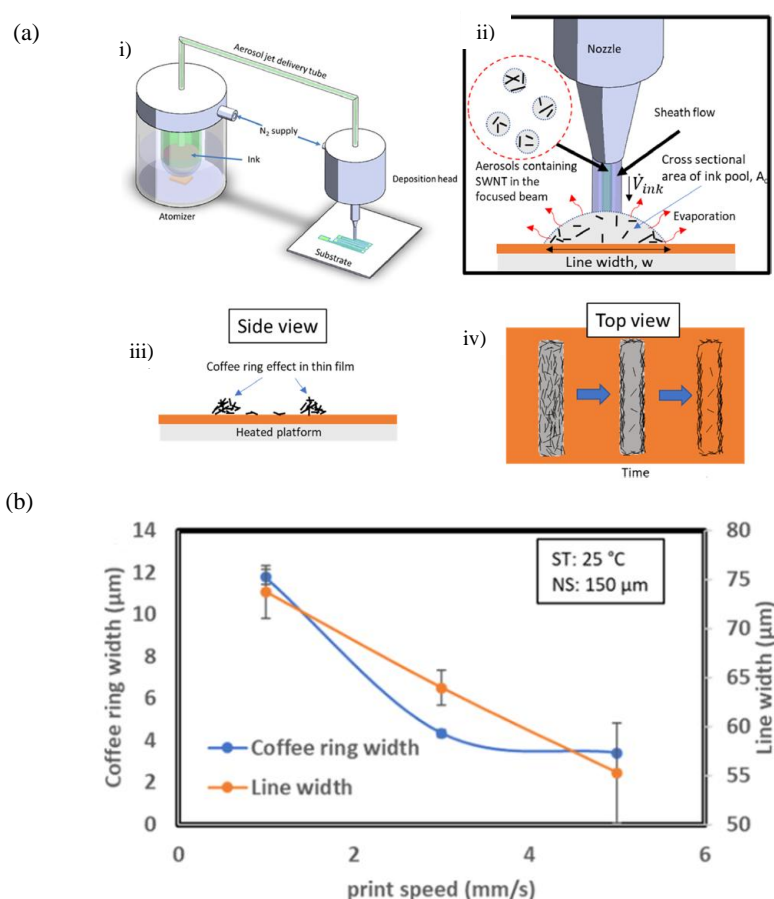 (a)
i)
Aerosol jet delivery tube
N2 supply
Ink
Atomizer
Deposition head
Substrate
ii)
Nozzle
Sheath flow
Aerosols containing
SWNT in the
focused beam
V̇ink
Cross sectional
area of ink pool, Ac
Evaporation
Line width, w
Side view
iii)
Coffee ring effect in thin film
Heated platform
Top view
iv)
Time
(b)
Coffee ring width (µm)
14
12
10
8
6
4
2
0
ST: 25 °C
NS: 150 µm
Coffee ring width
Line width
80
75
70
65
60
55
50
Line width (µm)
0
2
4
6
print speed (mm/s)